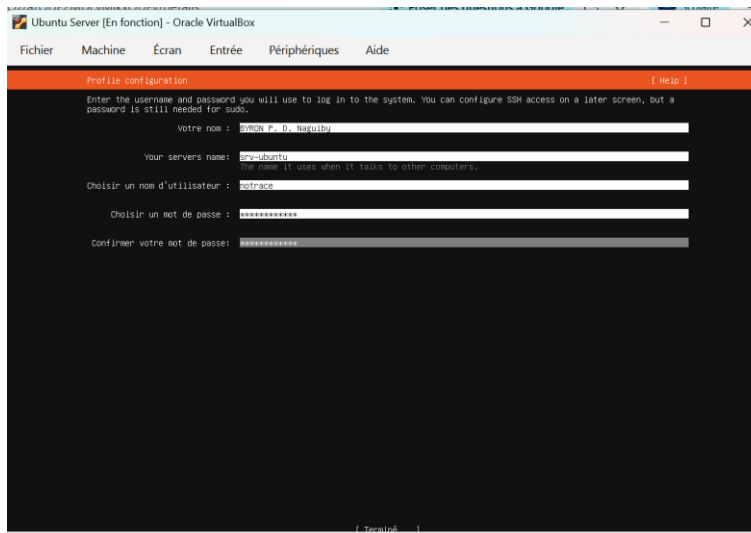 Ubuntu Server [En fonction] - Oracle VirtualBox
Fichier Machine Écran Entrée Périphériques Aide
Profile configuration [ Help ]
Enter the username and password you will use to log in to the system. You can configure SSH access on a later screen, but a
password is still needed for sudo.
Votre nom : BYRON P. D. Naguiby
Your servers name: srv-ubuntu
The name it uses when it talks to other computers.
Choisir un nom d'utilisateur : notrace
Choisir un mot de passe : ************
Confirmer votre mot de passe: ************
[ Terminé ]